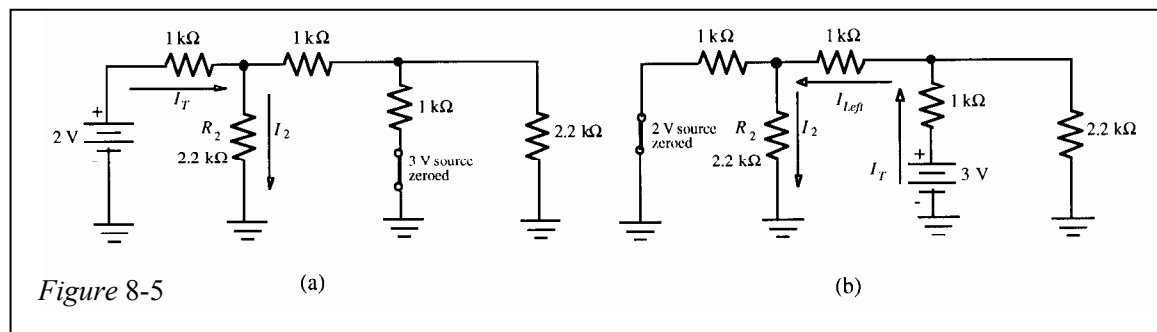 1 kΩ
1 kΩ
I_T
+
2 V
-
R_2
2.2 kΩ
I_2
1 kΩ
3 V source
zeroed
2.2 kΩ
(a)
1 kΩ
1 kΩ
I_Left
2 V source
zeroed
R_2
2.2 kΩ
I_2
I_T
1 kΩ
+
3 V
-
2.2 kΩ
(b)
Figure 8-5